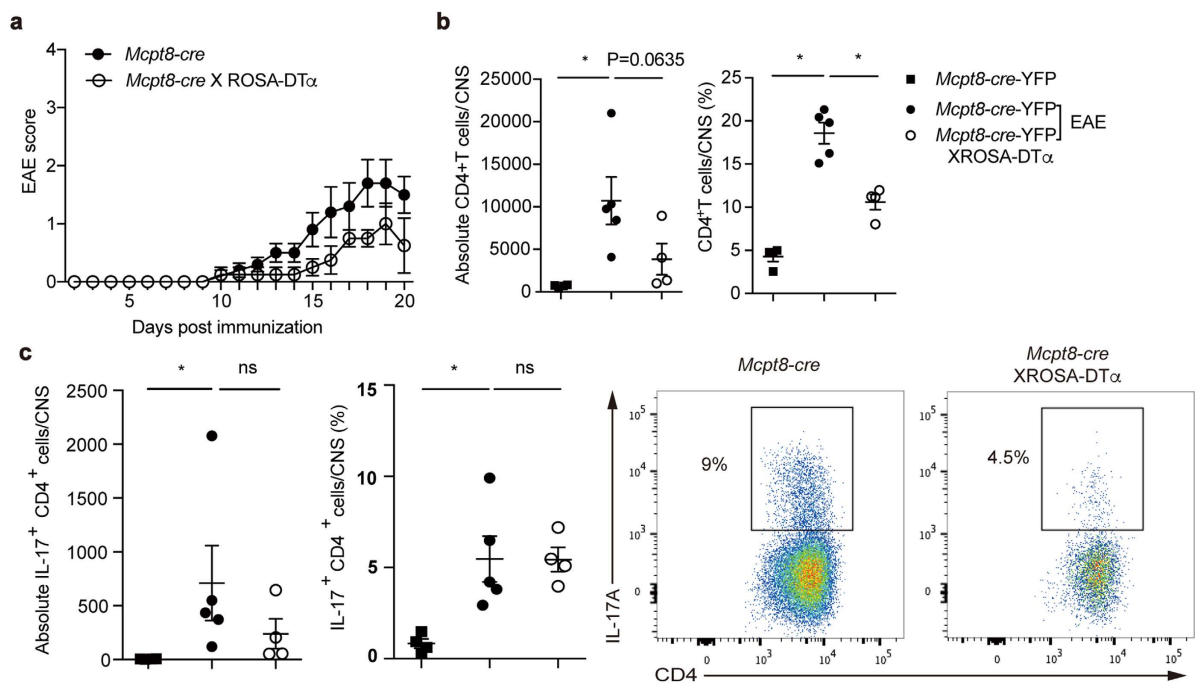 a
4
3
2
1
0
EAE score
Mcpt8-cre
Mcpt8-cre X ROSA-DTα
5
10
15
20
Days post immunization
b
Absolute CD4+T cells/CNS
25000
20000
15000
10000
5000
0
*
P=0.0635
CD4+T cells/CNS (%)
25
20
15
10
5
0
*
*
Mcpt8-cre-YFP
Mcpt8-cre-YFP
Mcpt8-cre-YFP
XROSA-DTα
EAE
c
Absolute IL-17+ CD4 + cells/CNS
2500
2000
1500
1000
500
0
*
ns
IL-17 + CD4 + cells/CNS (%)
15
10
5
0
*
ns
Mcpt8-cre
9%
10^5
10^4
10^3
0
IL-17A
0
10^3
10^4
10^5
CD4
Mcpt8-cre
XROSA-DTα
4.5%
10^5
10^4
10^3
0
0
10^3
10^4
10^5